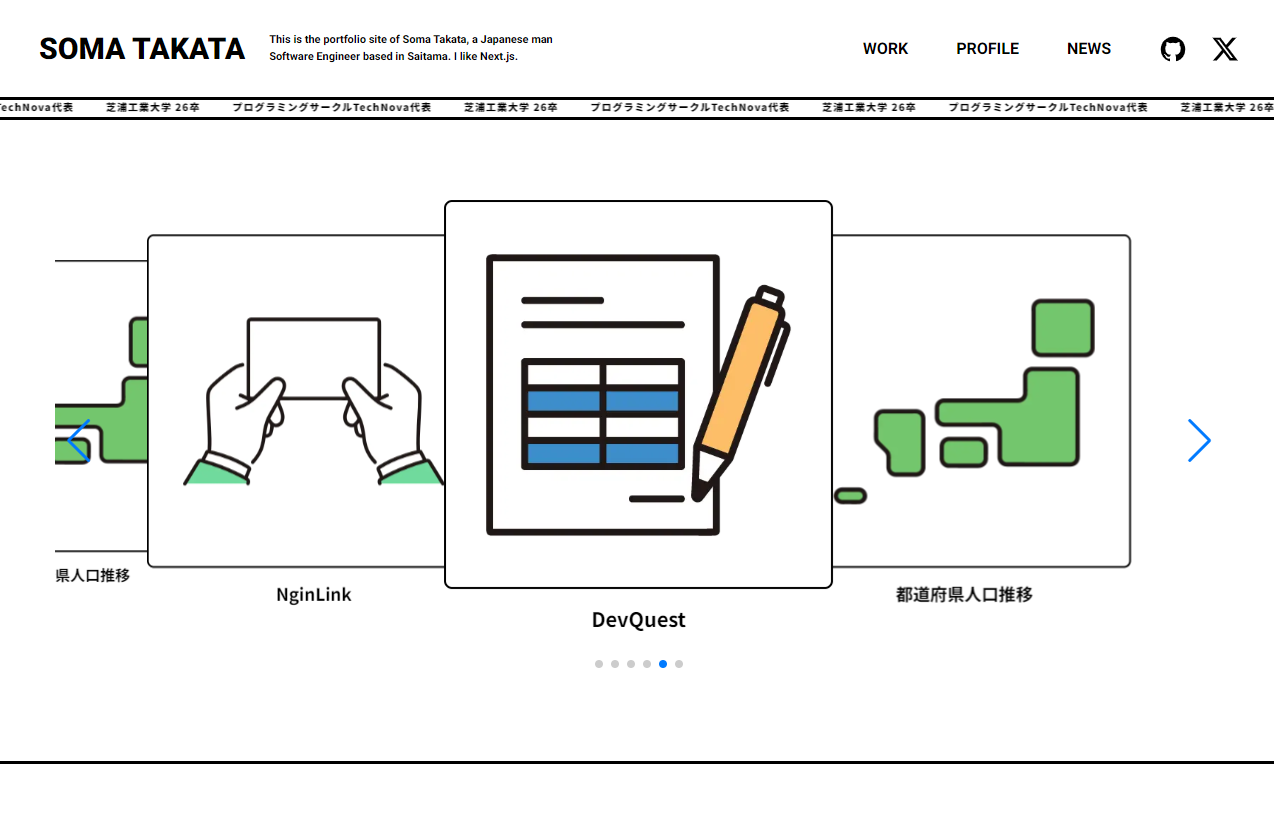 SOMA TAKATA
This is the portfolio site of Soma Takata, a Japanese man
Software Engineer based in Saitama. I like Next.js.
WORK PROFILE NEWS
TechNova代表 芝浦工業大学 26卒 プログラミングサークルTechNova代表 芝浦工業大学 26卒 プログラミングサークルTechNova代表 芝浦工業大学 26卒 プログラミングサークルTechNova代表 芝浦工業大学 26卒
県人口推移
NginLink
都道府県人口推移
DevQuest